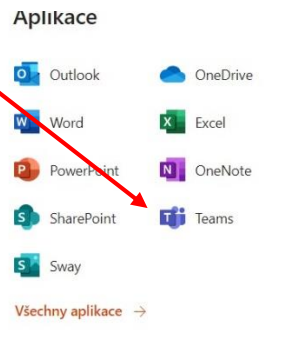 Aplikace
Outlook OneDrive
Word Excel
PowerPoint OneNote
SharePoint Teams
Sway
Všechny aplikace →